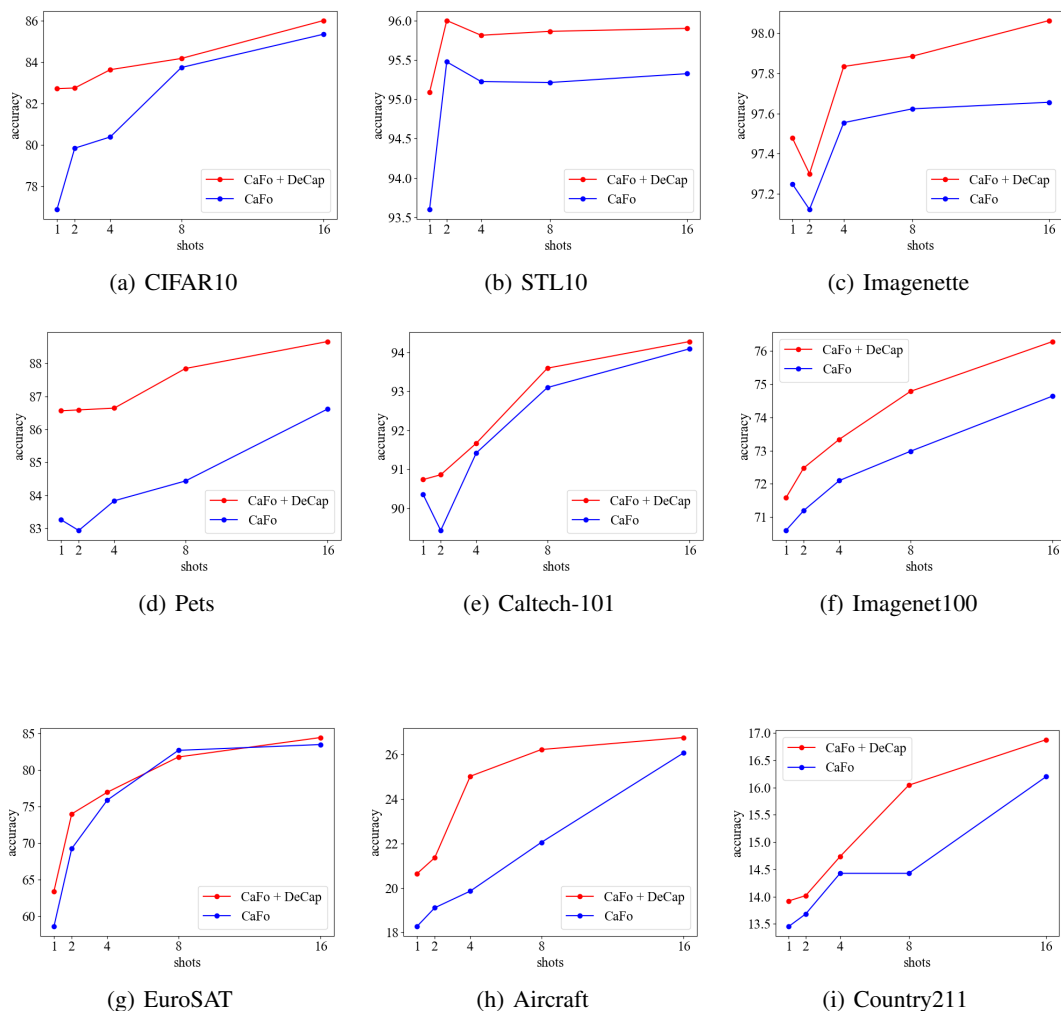 86
84
82
80
78
accuracy
CaFo + DeCap
CaFo
1 2 4 8 16
shots
(a) CIFAR10
96.0
95.5
95.0
94.5
94.0
93.5
accuracy
CaFo + DeCap
CaFo
1 2 4 8 16
shots
(b) STL10
98.0
97.8
97.6
97.4
97.2
accuracy
CaFo + DeCap
CaFo
1 2 4 8 16
shots
(c) Imagenette
88
87
86
85
84
83
accuracy
CaFo + DeCap
CaFo
1 2 4 8 16
shots
(d) Pets
94
93
92
91
90
accuracy
CaFo + DeCap
CaFo
1 2 4 8 16
shots
(e) Caltech-101
76
75
74
73
72
71
accuracy
CaFo + DeCap
CaFo
1 2 4 8 16
shots
(f) Imagenet100
85
80
75
70
65
60
accuracy
CaFo + DeCap
CaFo
1 2 4 8 16
shots
(g) EuroSAT
26
24
22
20
18
accuracy
CaFo + DeCap
CaFo
1 2 4 8 16
shots
(h) Aircraft
17.0
16.5
16.0
15.5
15.0
14.5
14.0
13.5
accuracy
CaFo + DeCap
CaFo
1 2 4 8 16
shots
(i) Country211